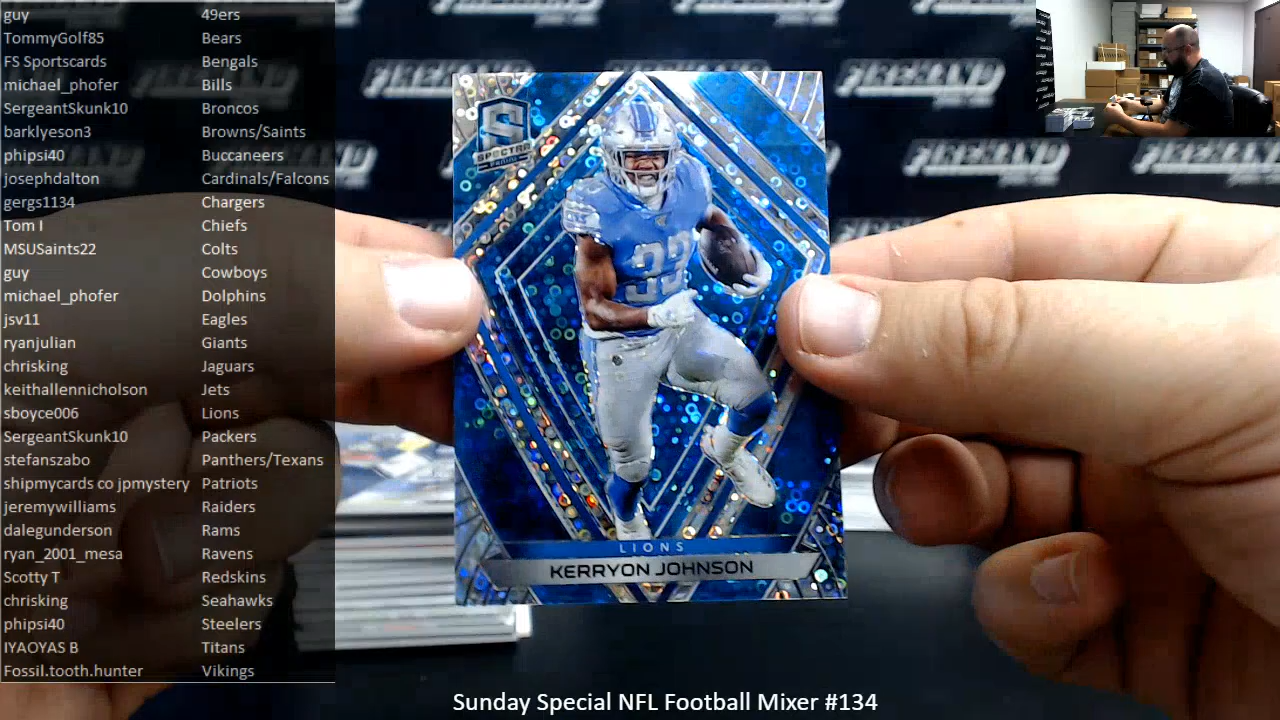 guy 49ers
TommyGolf85 Bears
FS Sportscards Bengals
michael_phofer Bills
SergeantSkunk10 Broncos
barklyeson3 Browns/Saints
phipsi40 Buccaneers
josephdalton Cardinals/Falcons
gergs1134 Chargers
Tom I Chiefs
MSUSaints22 Colts
guy Cowboys
michael_phofer Dolphins
jsv11 Eagles
ryanjulian Giants
chrisking Jaguars
keithallennicholson Jets
sboyce006 Lions
SergeantSkunk10 Packers
stefanszabo Panthers/Texans
shipmycards co jpmystery Patriots
jeremywilliams Raiders
dalegunderson Rams
ryan_2001_mesa Ravens
Scotty T Redskins
chrisking Seahawks
phipsi40 Steelers
IYAOYAS B Titans
Fossil.tooth.hunter Vikings
SPECTRA
PANINI
33
LIONS
KERRYON JOHNSON
Sunday Special NFL Football Mixer #134